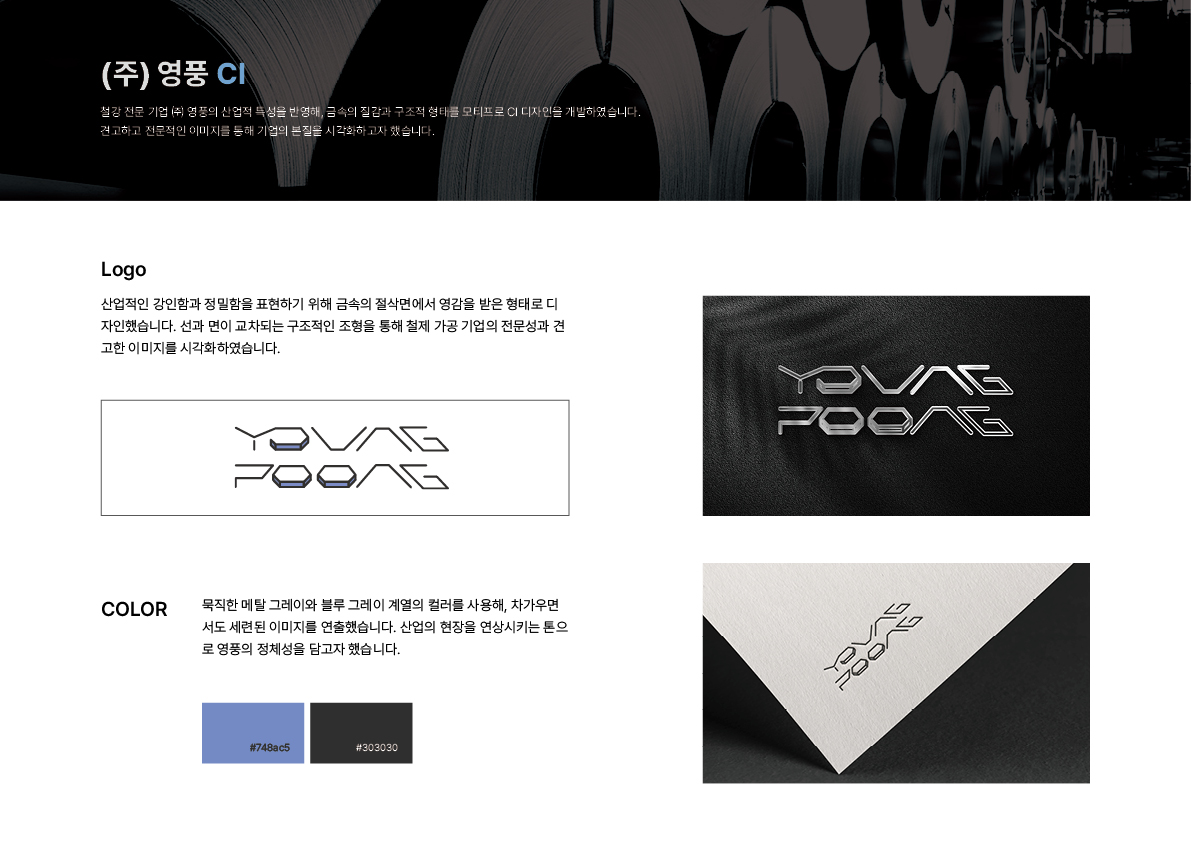 (주) 영풍 CI
철강 전문 기업 ㈜ 영풍의 산업적 특성을 반영해, 금속의 질감과 구조적 형태를 모티프로 CI 디자인을 개발하였습니다.
견고하고 전문적인 이미지를 통해 기업의 본질을 시각화하고자 했습니다.
Logo
산업적인 강인함과 정밀함을 표현하기 위해 금속의 절삭면에서 영감을 받은 형태로 디
자인했습니다. 선과 면이 교차되는 구조적인 조형을 통해 철제 가공 기업의 전문성과 견
고한 이미지를 시각화하였습니다.
YOUNG
POONG
YOUNG
POONG
COLOR
묵직한 메탈 그레이와 블루 그레이 계열의 컬러를 사용해, 차가우면
서도 세련된 이미지를 연출했습니다. 산업의 현장을 연상시키는 톤으
로 영풍의 정체성을 담고자 했습니다.
#748ac5
#303030
YOUNG
POONG